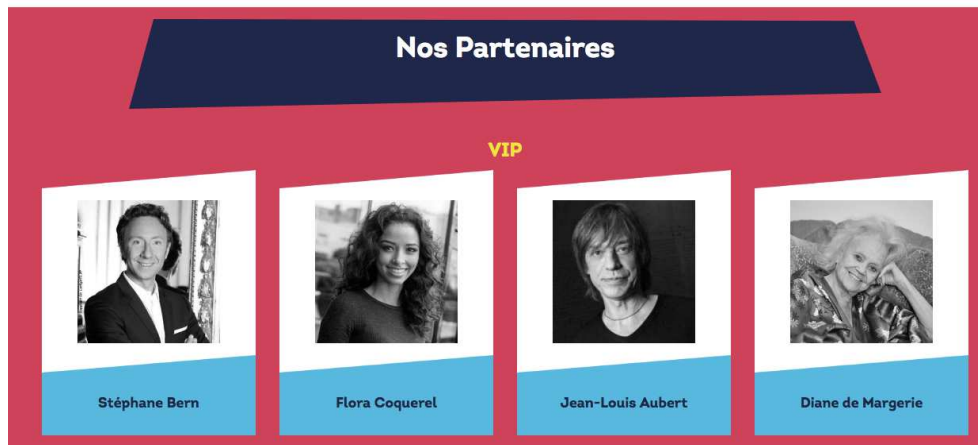 Nos Partenaires
VIP
Stéphane Bern
Flora Coquerel
Jean-Louis Aubert
Diane de Margerie